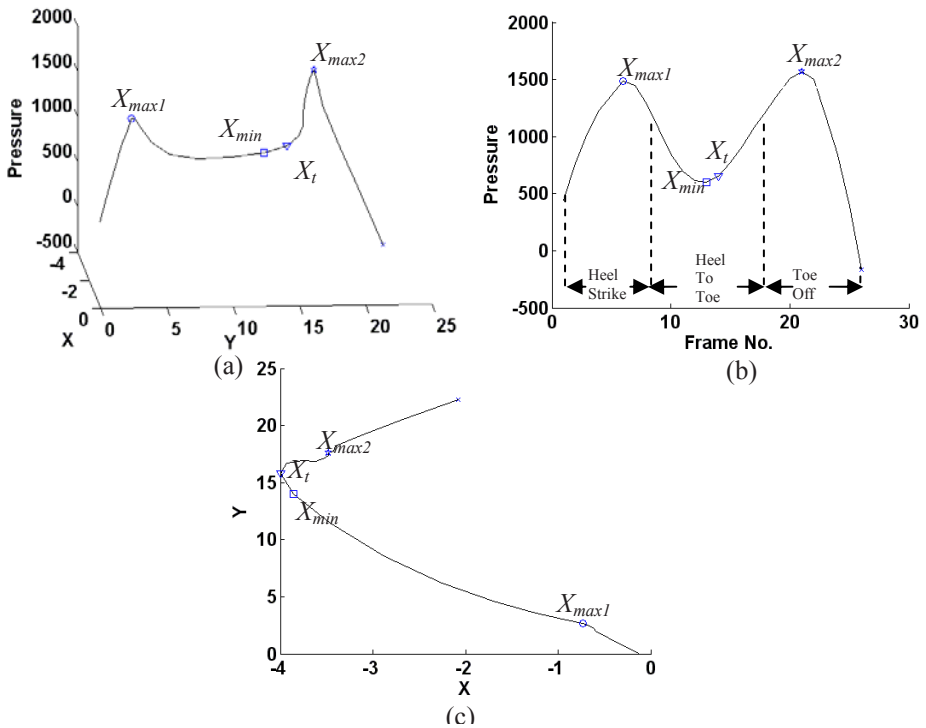 2000
1500
1000
500
0
-500
-4
-2
0
Pressure
X
0
5
10
15
20
25
Y
Xmax1
Xmin
Xt
Xmax2
(a)
2000
1500
1000
500
0
-500
Pressure
0
10
20
30
Frame No.
Xmax1
Xmin
Xt
Xmax2
Heel
Strike
Heel
To
Toe
Toe
Off
(b)
25
20
15
10
5
0
Y
-4
-3
-2
-1
0
X
Xmax2
Xt
Xmin
Xmax1
(c)